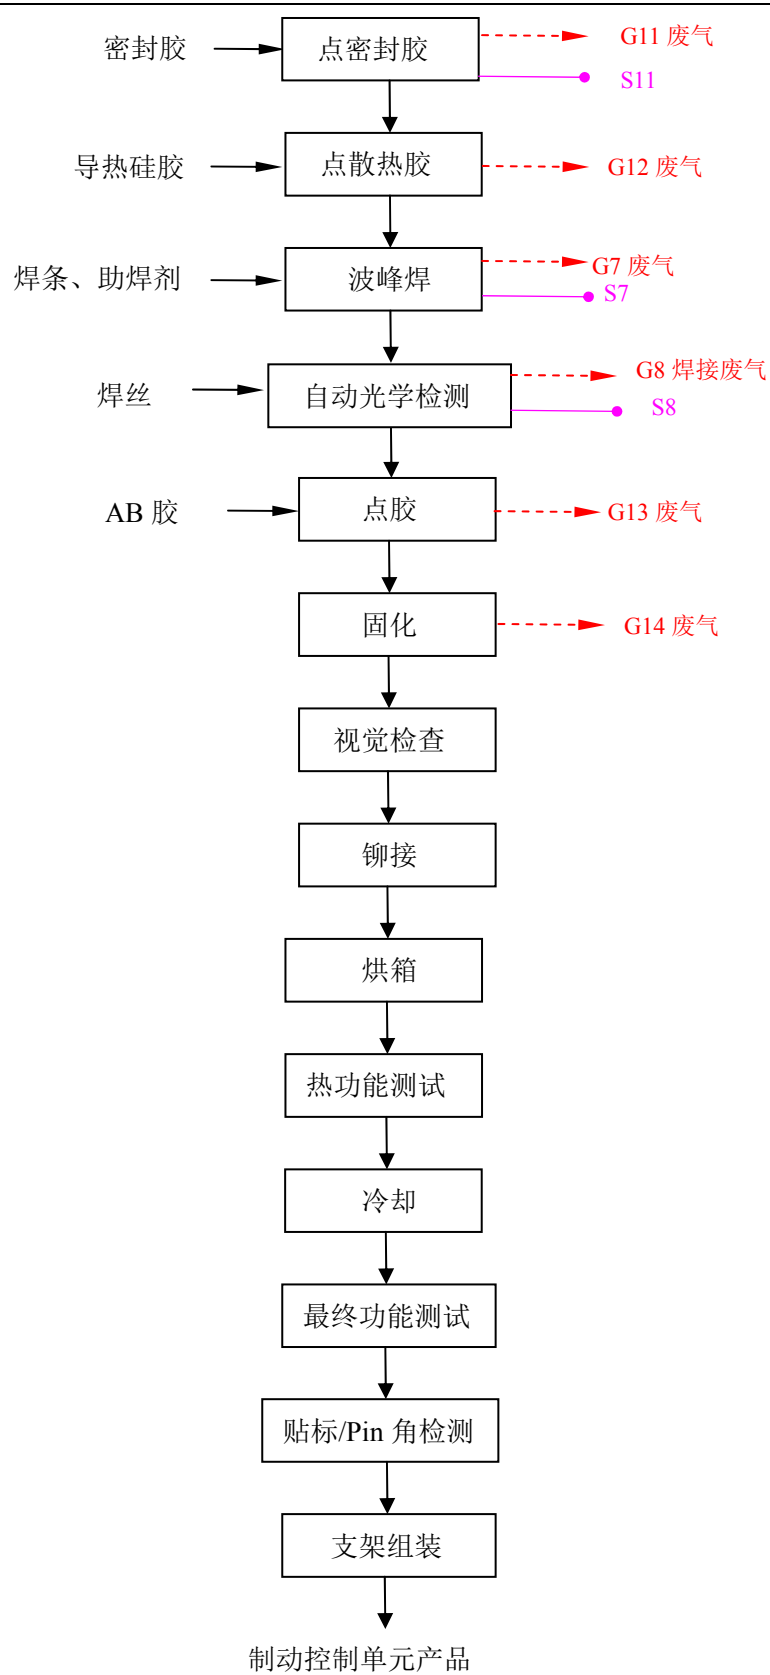 密封胶
点密封胶
G11 废气
S11
导热硅胶
点散热胶
G12 废气
焊条、助焊剂
波峰焊
G7 废气
S7
焊丝
自动光学检测
G8 焊接废气
S8
AB 胶
点胶
G13 废气
固化
G14 废气
视觉检查
铆接
烘箱
热功能测试
冷却
最终功能测试
贴标/Pin 角检测
支架组装
制动控制单元产品